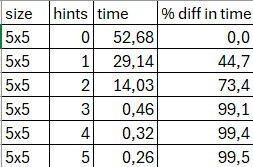 size hints time % diff in time
5x5 0 52,68 0,0
5x5 1 29,14 44,7
5x5 2 14,03 73,4
5x5 3 0,46 99,1
5x5 4 0,32 99,4
5x5 5 0,26 99,5